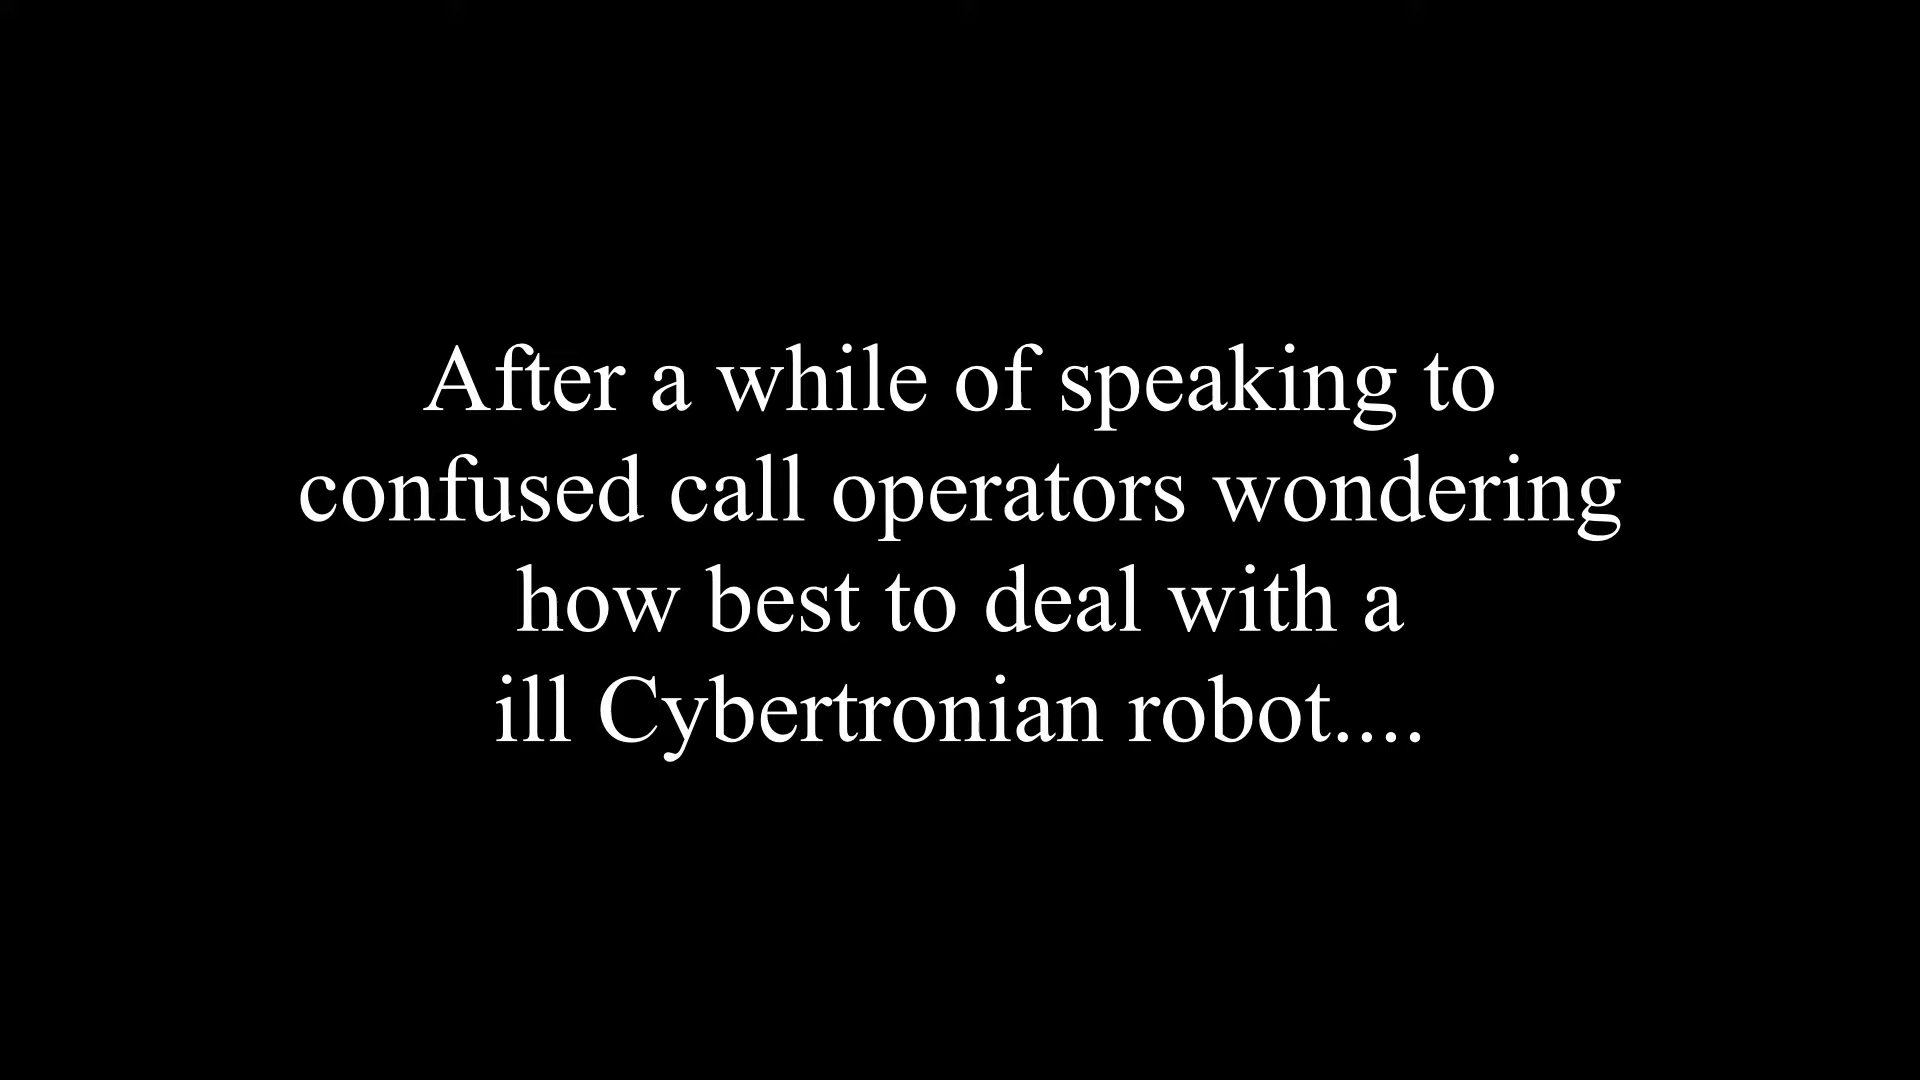 After a while of speaking to
confused call operators wondering
how best to deal with a
ill Cybertronian robot....